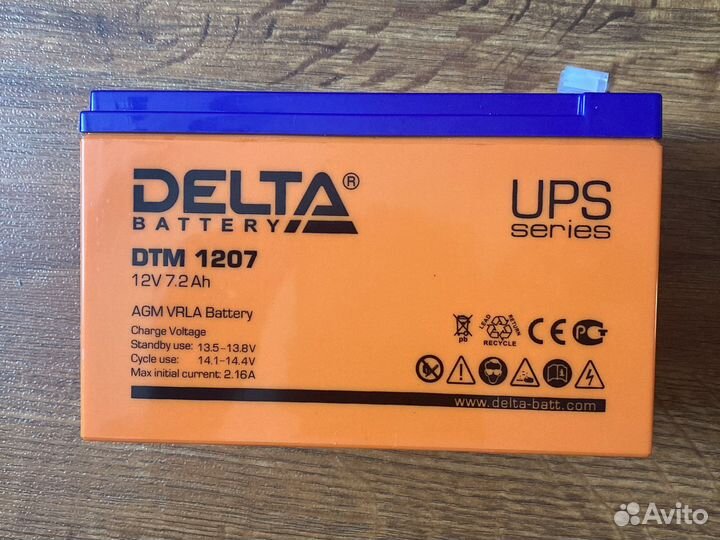 DELTA®
BATTERY
UPS
series
DTM 1207
12V 7.2Ah
AGM VRLA Battery
Charge Voltage
Standby use: 13.5-13.8V
Cycle use: 14.1-14.4V
Max initial current: 2.16A
Pb
LEAD RETURN
RECYCLE
CE
РСТ
www.delta-batt.com
Avito